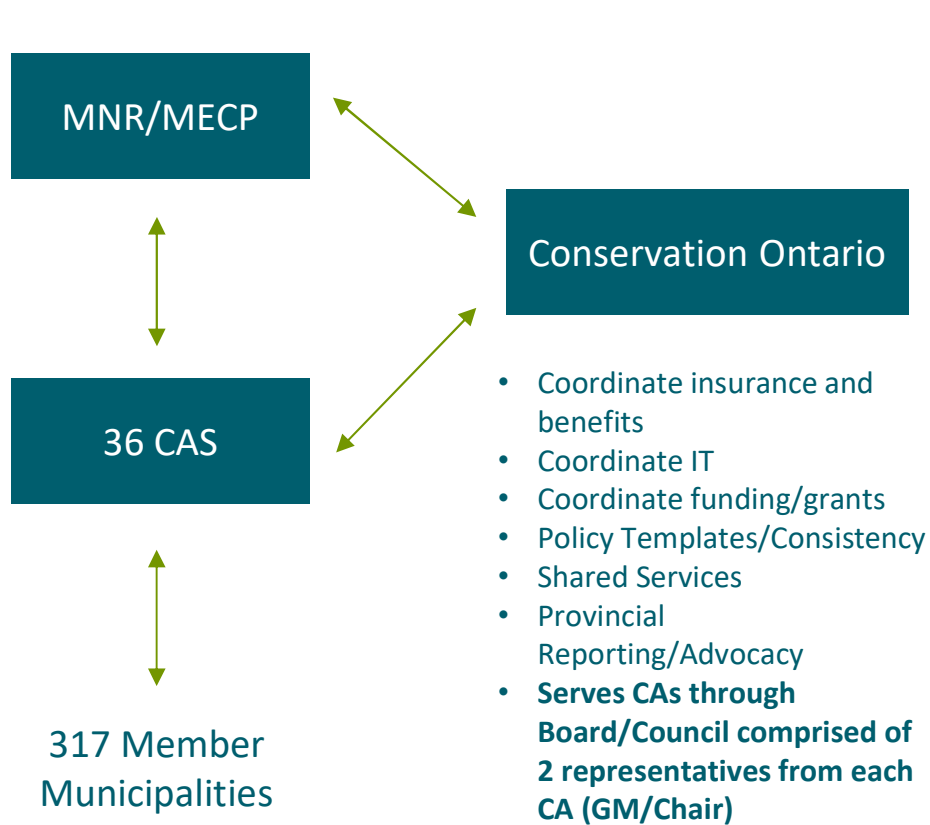 MNR/MECP
Conservation Ontario
36 CAS
317 Member
Municipalities
• Coordinate insurance and
benefits
• Coordinate IT
• Coordinate funding/grants
• Policy Templates/Consistency
• Shared Services
• Provincial
Reporting/Advocacy
• Serves CAs through
Board/Council comprised of
2 representatives from each
CA (GM/Chair)